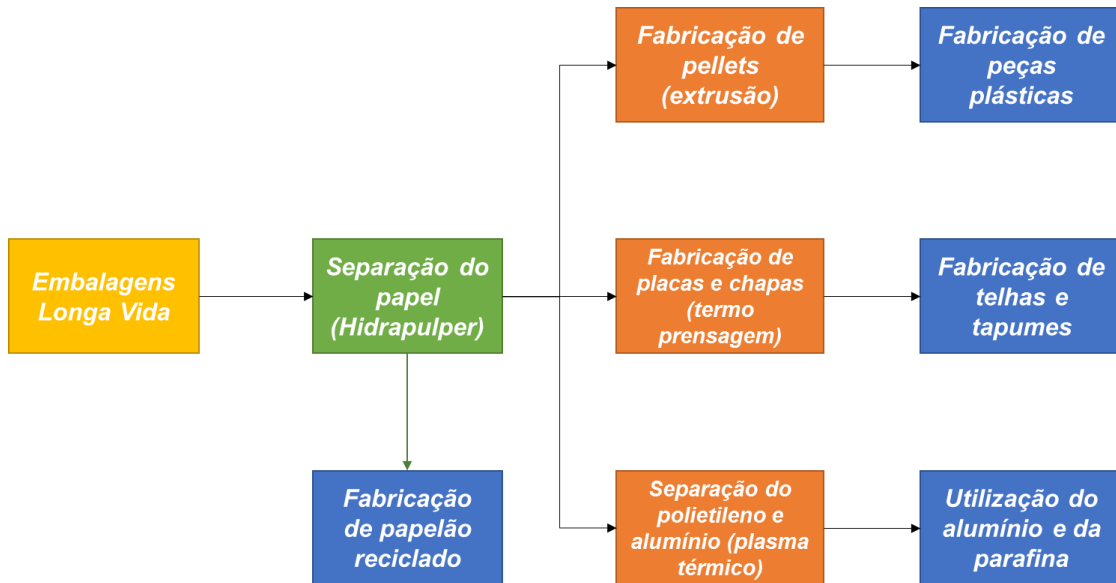 Fabricação de
pellets
(extrusão)
Fabricação de
peças
plásticas
Embalagens
Longa Vida
Separação do
papel
(Hidrapulper)
Fabricação de
placas e chapas
(termo
prensagem)
Fabricação de
telhas e
tapumes
Fabricação
de papelão
reciclado
Separação do
polietileno e
alumínio (plasma
térmico)
Utilização do
alumínio e da
parafina